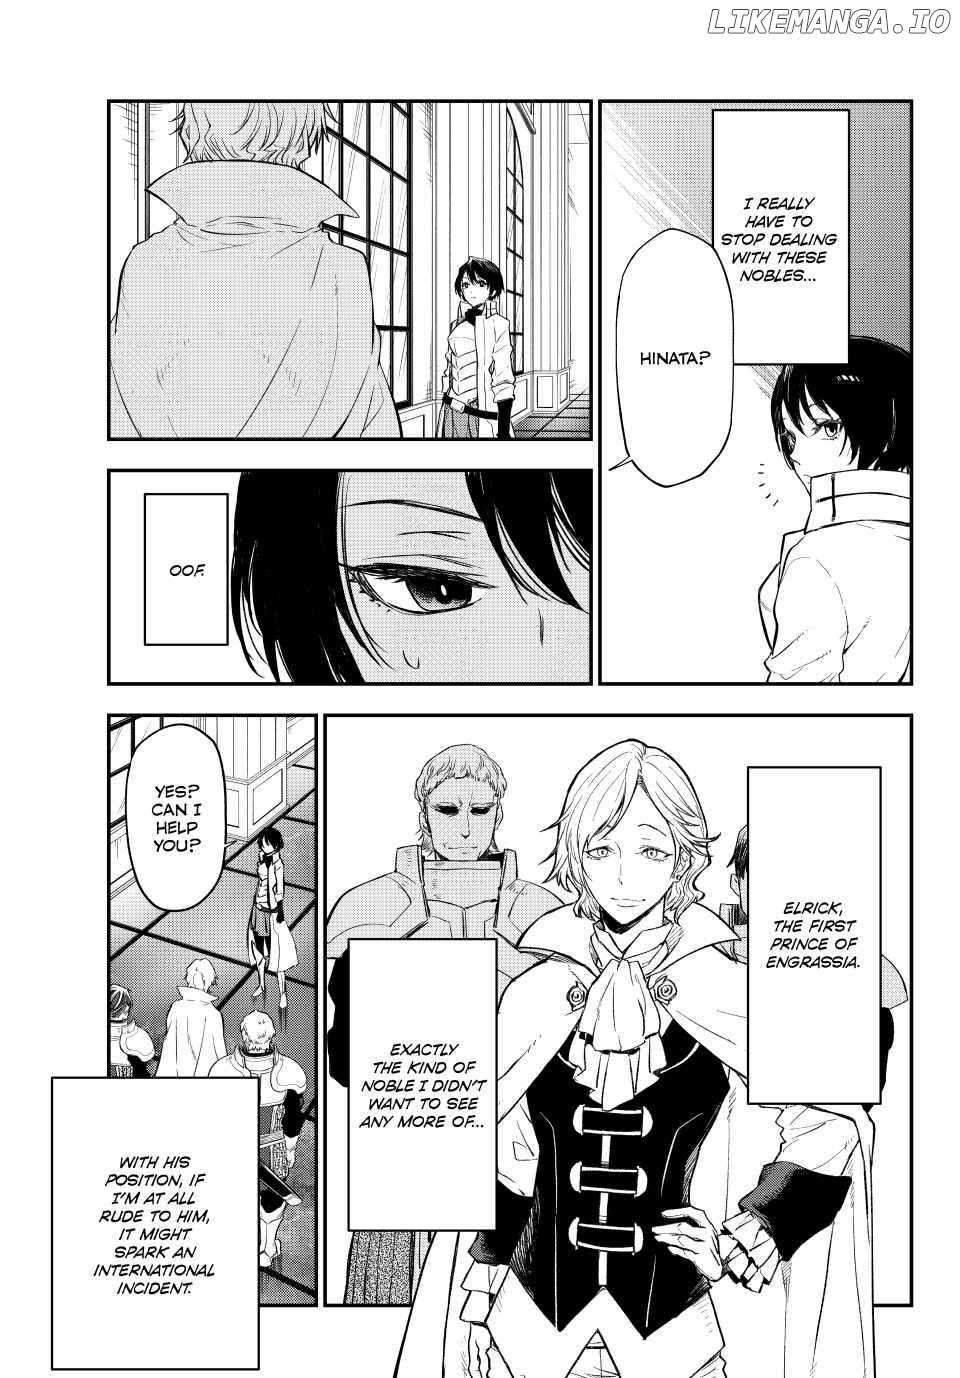 LIKEMANGA.IO
I REALLY
HAVE TO
STOP DEALING
WITH THESE
NOBLES...
HINATA?
OOF.
ELRICK,
THE FIRST
PRINCE OF
ENGRASSIA.
EXACTLY
THE KIND OF
NOBLE I DIDN'T
WANT TO SEE
ANY MORE OF...
YES?
CAN I
HELP
YOU?
WITH HIS
POSITION, IF
I'M AT ALL
RUDE TO HIM,
IT MIGHT
SPARK AN
INTERNATIONAL
INCIDENT.